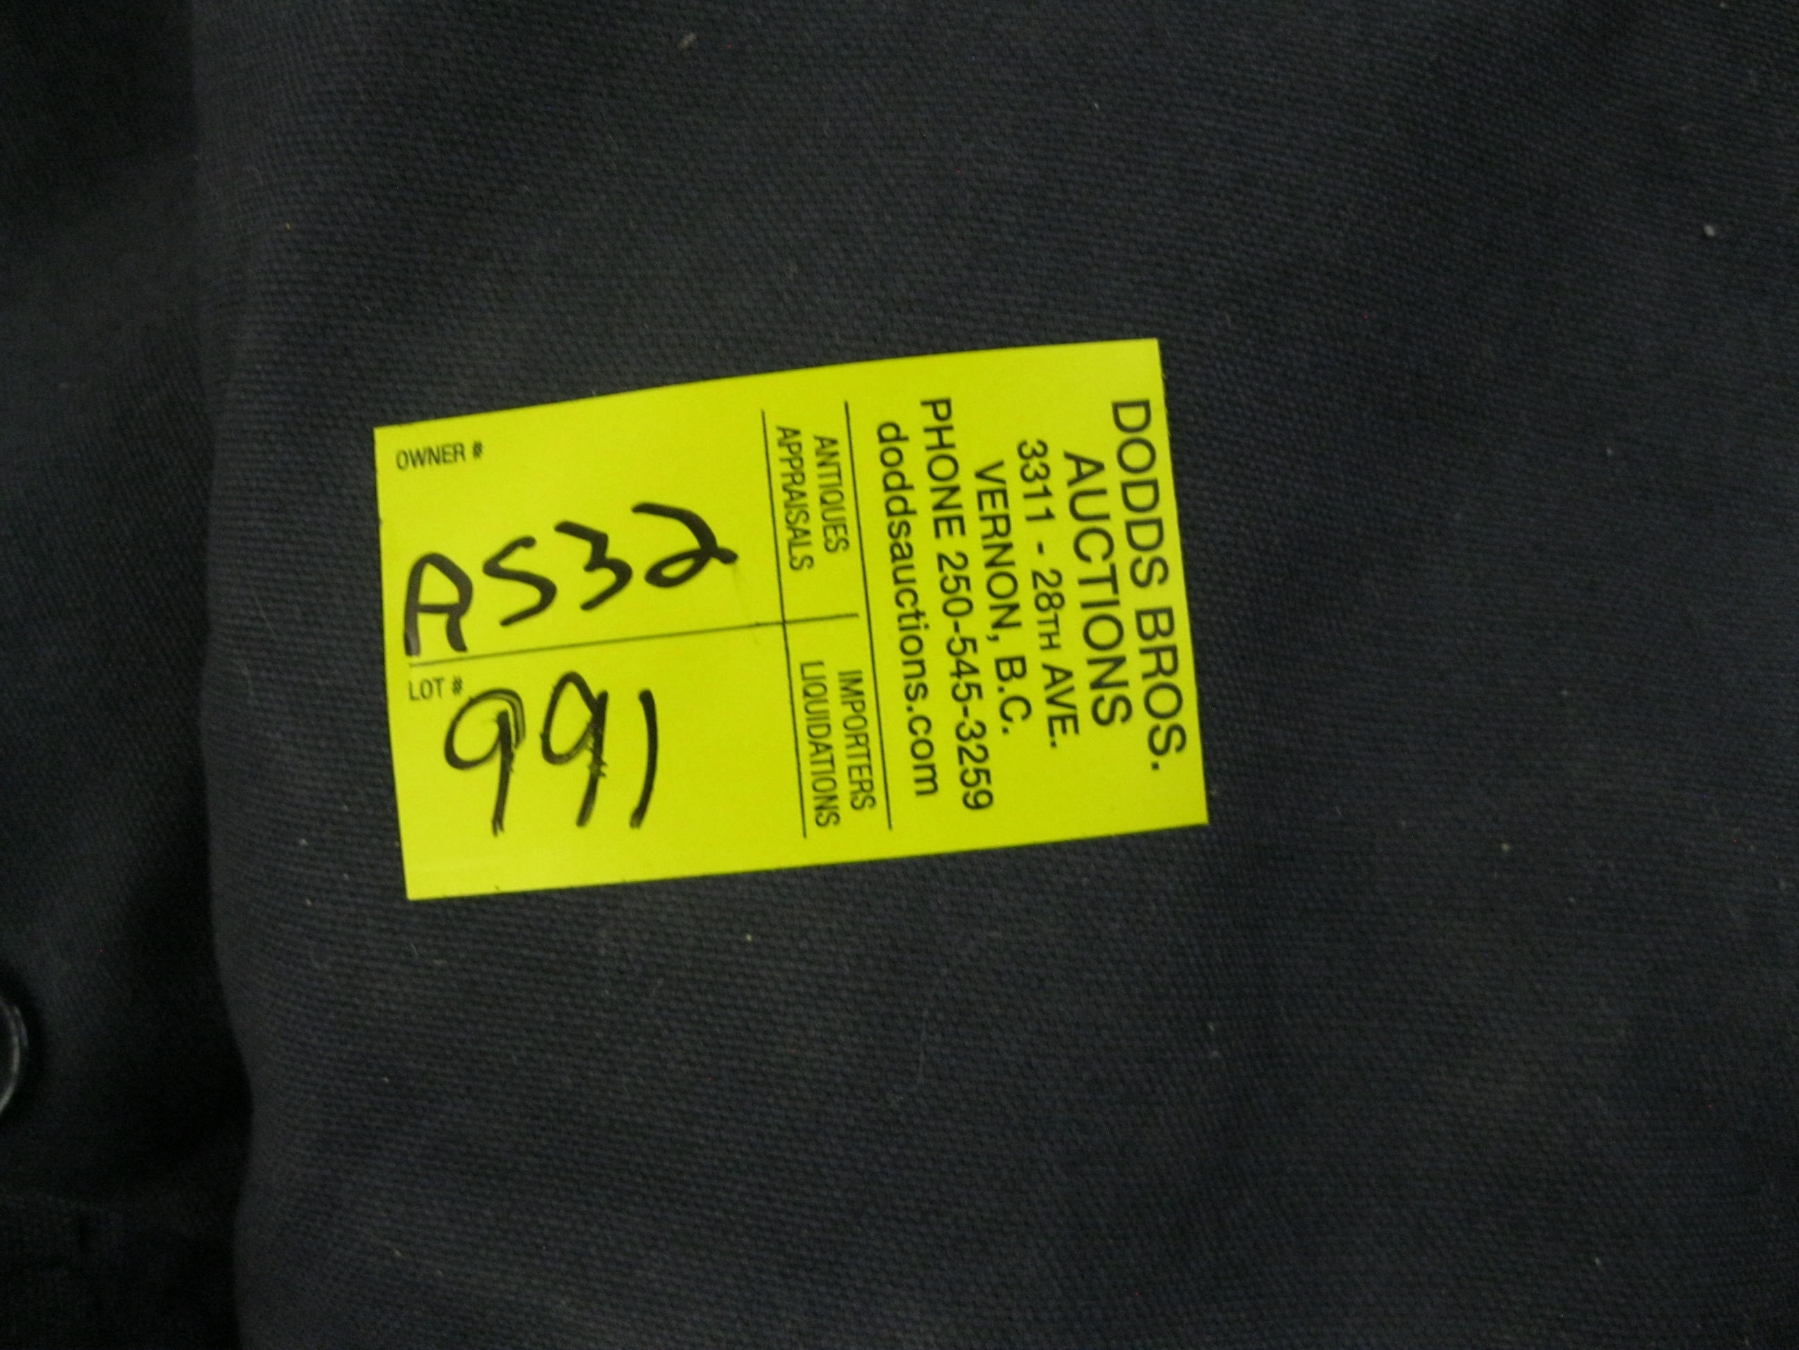 DODDS BROS.
AUCTIONS
3311 - 28TH AVE.
VERNON, B.C.
PHONE 250-545-3259
doddsauctions.com
ANTIQUES IMPORTERS
APPRAISALS LIQUIDATIONS
OWNER #
A532
LOT #
991